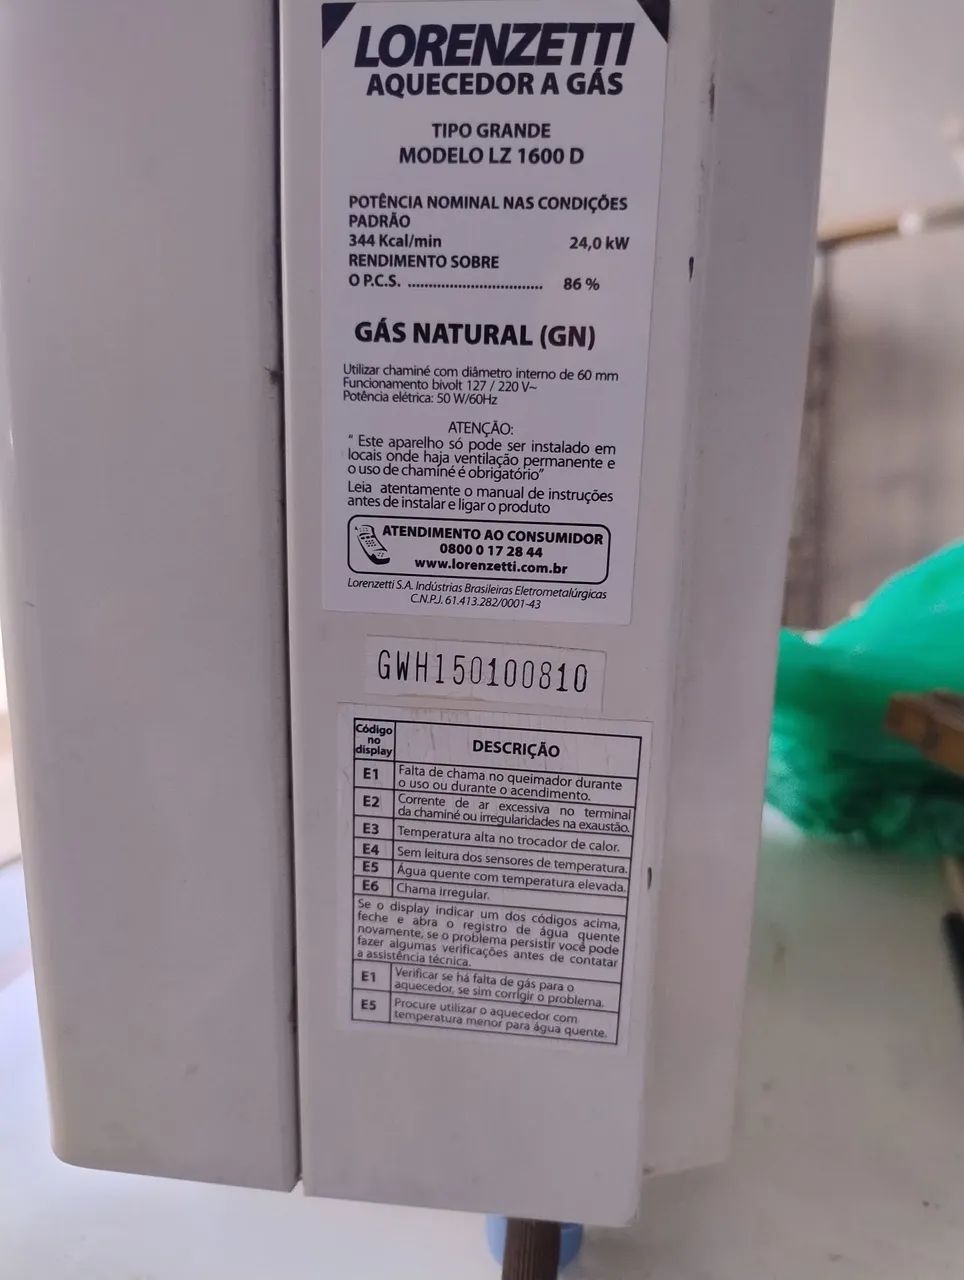 LORENZETTI
AQUECEDOR A GÁS
TIPO GRANDE
MODELO LZ 1600 D
POTÊNCIA NOMINAL NAS CONDIÇÕES
PADRÃO
344 Kcal/min 24,0 kW
RENDIMENTO SOBRE
O P.C.S. ................................ 86 %
GÁS NATURAL (GN)
Utilizar chaminé com diâmetro interno de 60 mm
Funcionamento bivolt 127 / 220 V~
Potência elétrica: 50 W/60Hz
ATENÇÃO:
" Este aparelho só pode ser instalado em
locais onde haja ventilação permanente e
o uso de chaminé é obrigatório"
Leia atentamente o manual de instruções
antes de instalar e ligar o produto
ATENDIMENTO AO CONSUMIDOR
0800 0 17 28 44
www.lorenzetti.com.br
Lorenzetti S.A. Indústrias Brasileiras Eletrometalúrgicas
C.N.P.J. 61.413.282/0001-43
GWH150100810
Código
no
display
DESCRIÇÃO
E1 Falta de chama no queimador durante
o uso ou durante o acendimento.
E2 Corrente de ar excessiva no terminal
da chaminé ou irregularidades na exaustão.
E3 Temperatura alta no trocador de calor.
E4 Sem leitura dos sensores de temperatura.
E5 Água quente com temperatura elevada.
E6 Chama irregular.
Se o display indicar um dos códigos acima,
feche e abra o registro de água quente
novamente, se o problema persistir você pode
fazer algumas verificações antes de contatar
a assistência técnica.
E1 Verificar se há falta de gás para o
aquecedor, se sim corrigir o problema.
E5 Procure utilizar o aquecedor com
temperatura menor para água quente.